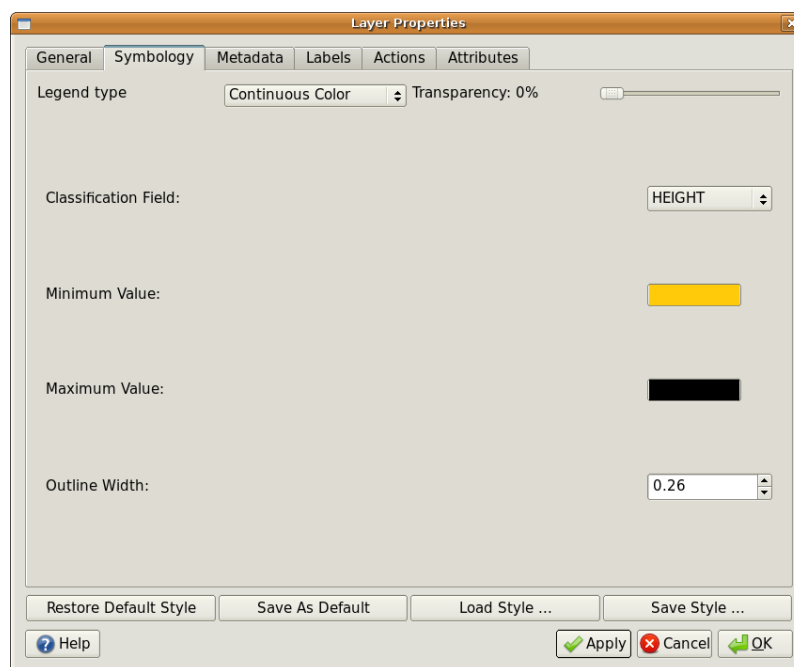 Layer Properties
General Symbology Metadata Labels Actions Attributes
Legend type Continuous Color Transparency: 0%
Classification Field: HEIGHT
Minimum Value:
Maximum Value:
Outline Width: 0.26
Restore Default Style Save As Default Load Style ... Save Style ...
Help Apply Cancel OK